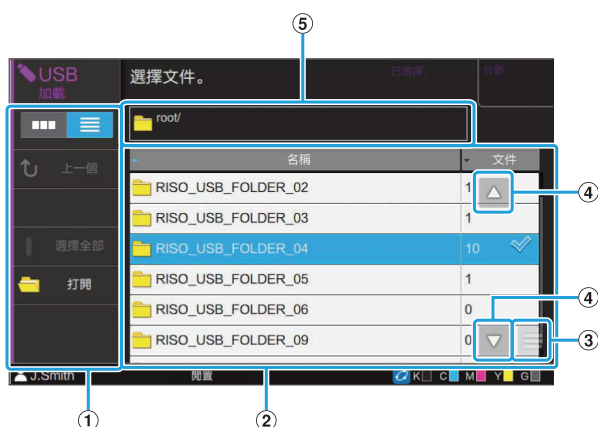 ⑤
USB
加載
選擇文件。
已選擇.
份數
root/
名稱 文件
上一個
RISO_USB_FOLDER_02 1
④
RISO_USB_FOLDER_03 1
選擇全部
RISO_USB_FOLDER_04 10
打開
RISO_USB_FOLDER_05 1
④
RISO_USB_FOLDER_06 0
RISO_USB_FOLDER_09 0
③
J.Smith 閒置 K C M Y G
① ②